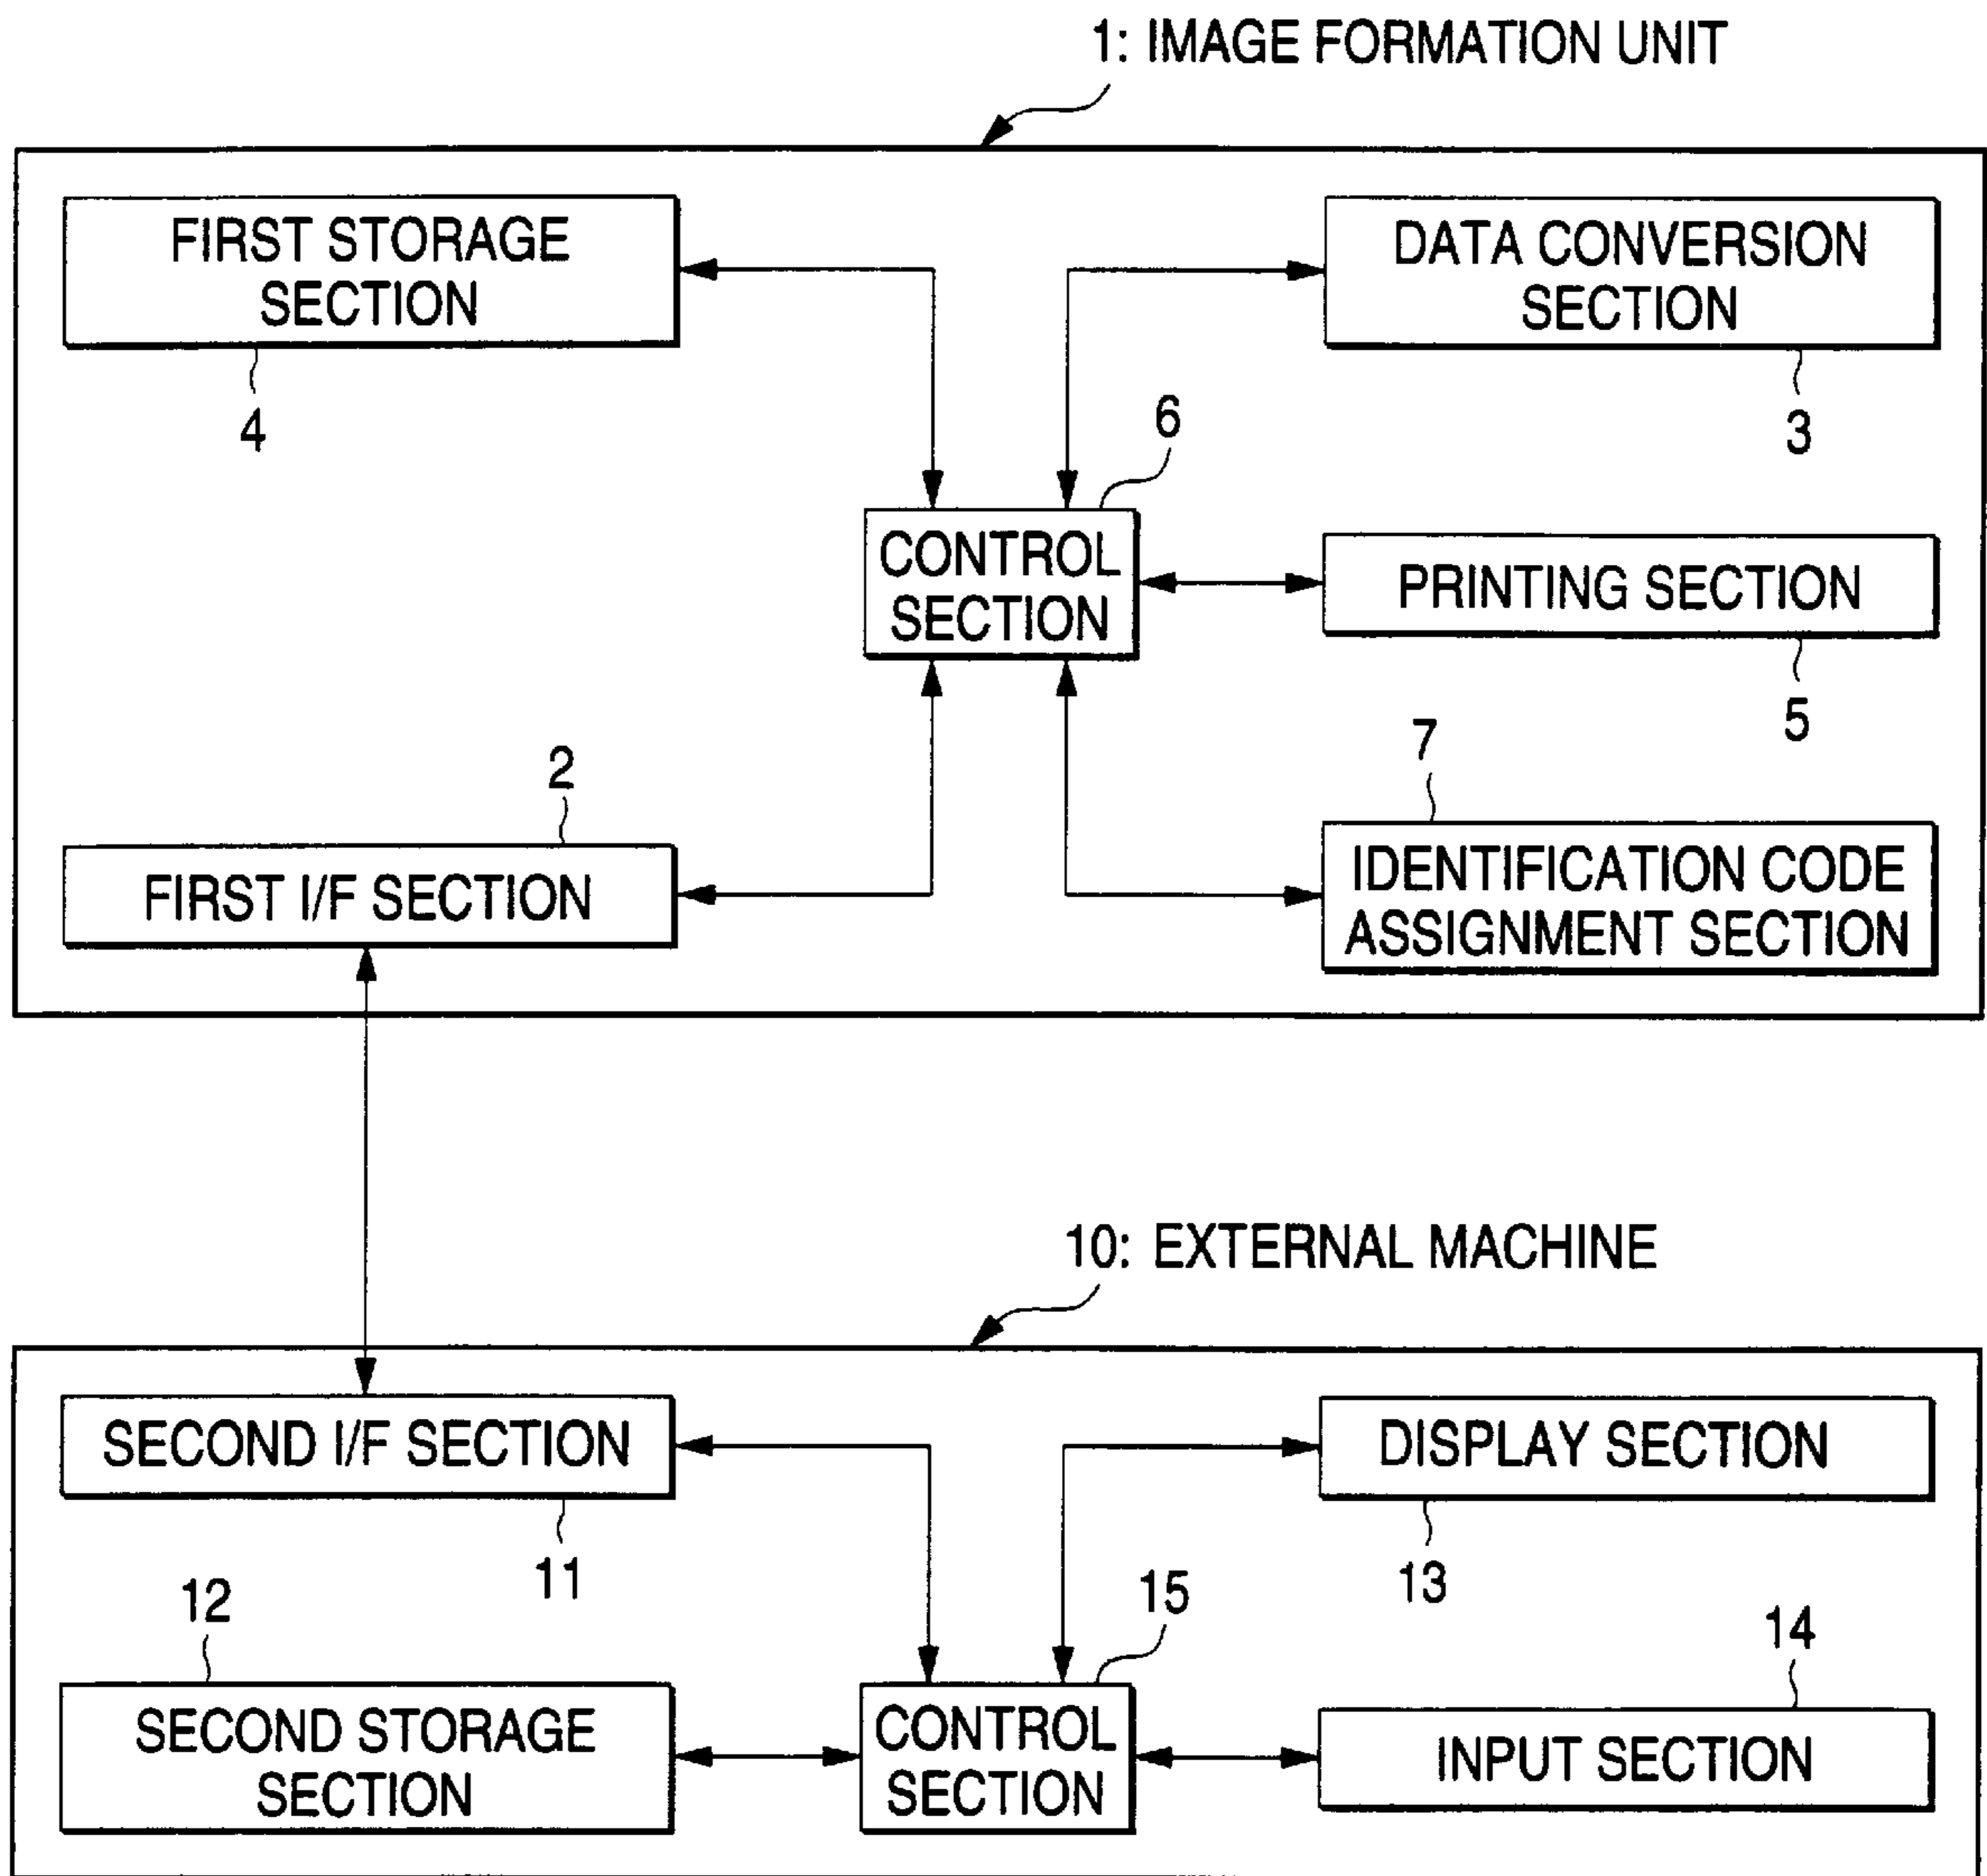 1: IMAGE FORMATION UNIT
FIRST STORAGE
SECTION
4
DATA CONVERSION
SECTION
3
6
CONTROL
SECTION
PRINTING SECTION
5
2
FIRST I/F SECTION
7
IDENTIFICATION CODE
ASSIGNMENT SECTION
10: EXTERNAL MACHINE
SECOND I/F SECTION
11
DISPLAY SECTION
13
12
SECOND STORAGE
SECTION
15
CONTROL
SECTION
14
INPUT SECTION